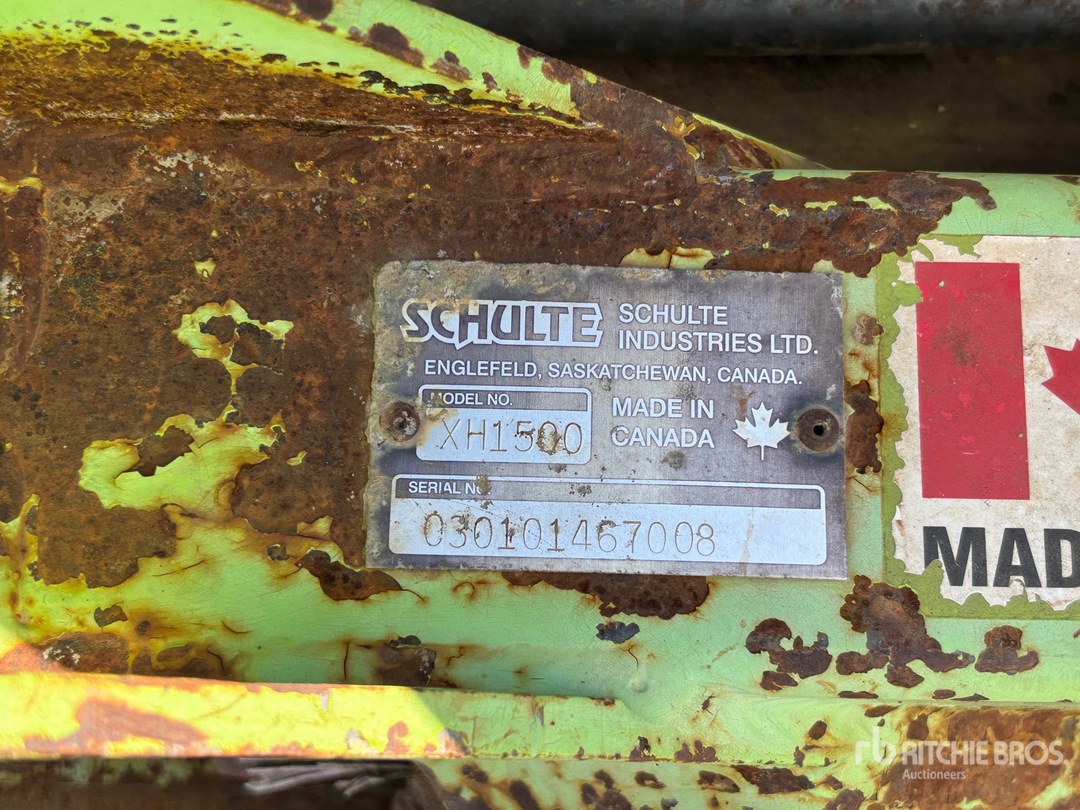 SCHULTE
SCHULTE
INDUSTRIES LTD.
ENGLEFELD, SASKATCHEWAN, CANADA.
MODEL NO.
XH1500
MADE IN
CANADA
SERIAL NO
030101467008
MAD
RITCHIE BROS.
Auctioneers